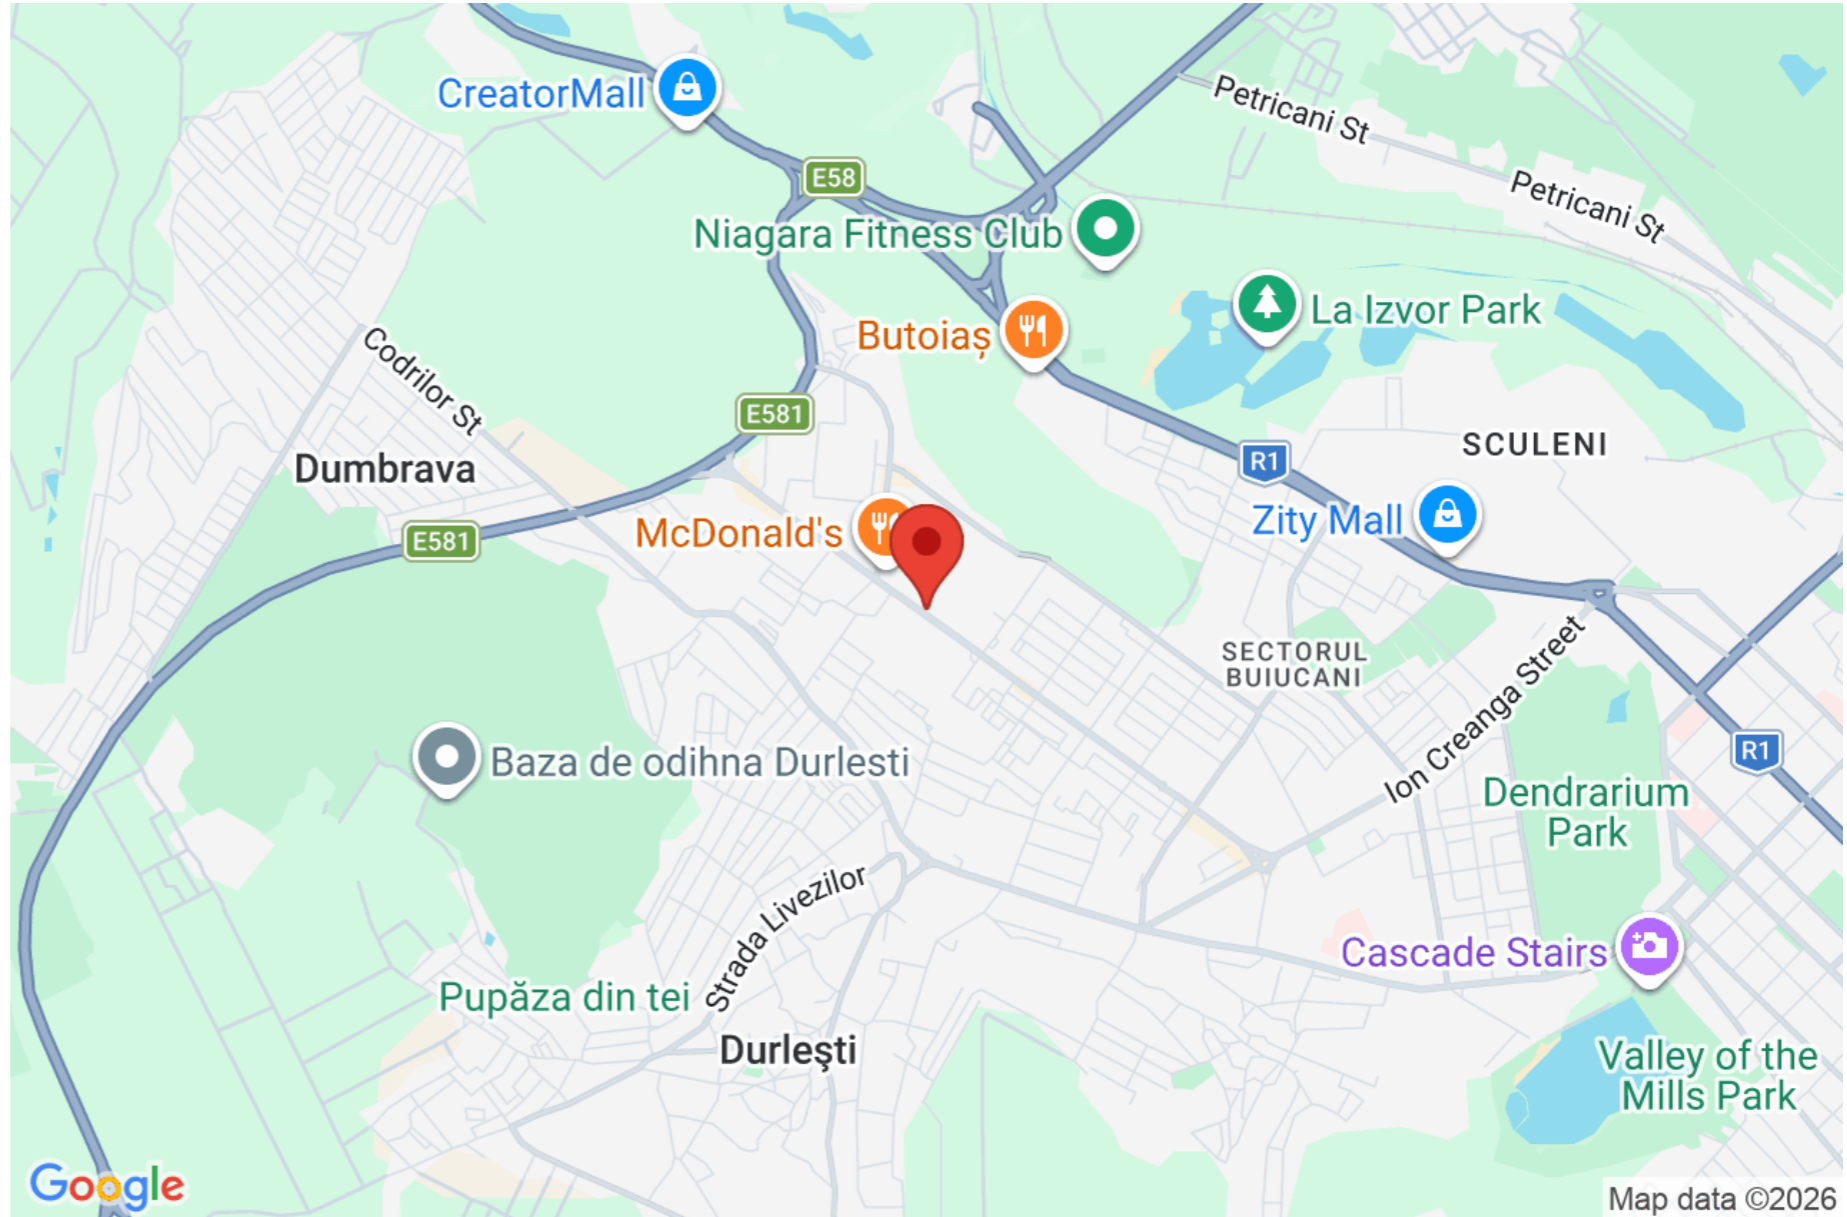 CreatorMall
E58
Petricani St
Petricani St
Niagara Fitness Club
La Izvor Park
Butoiaș
Codrilor St
E581
R1
SCULENI
Dumbrava
McDonald's
Zity Mall
E581
SECTORUL
BUIUCANI
Ion Creanga Street
Baza de odihna Durlesti
R1
Dendrarium
Park
Strada Livezilor
Cascade Stairs
Pupăza din tei
Durleşti
Valley of the
Mills Park
Google
Map data ©2026